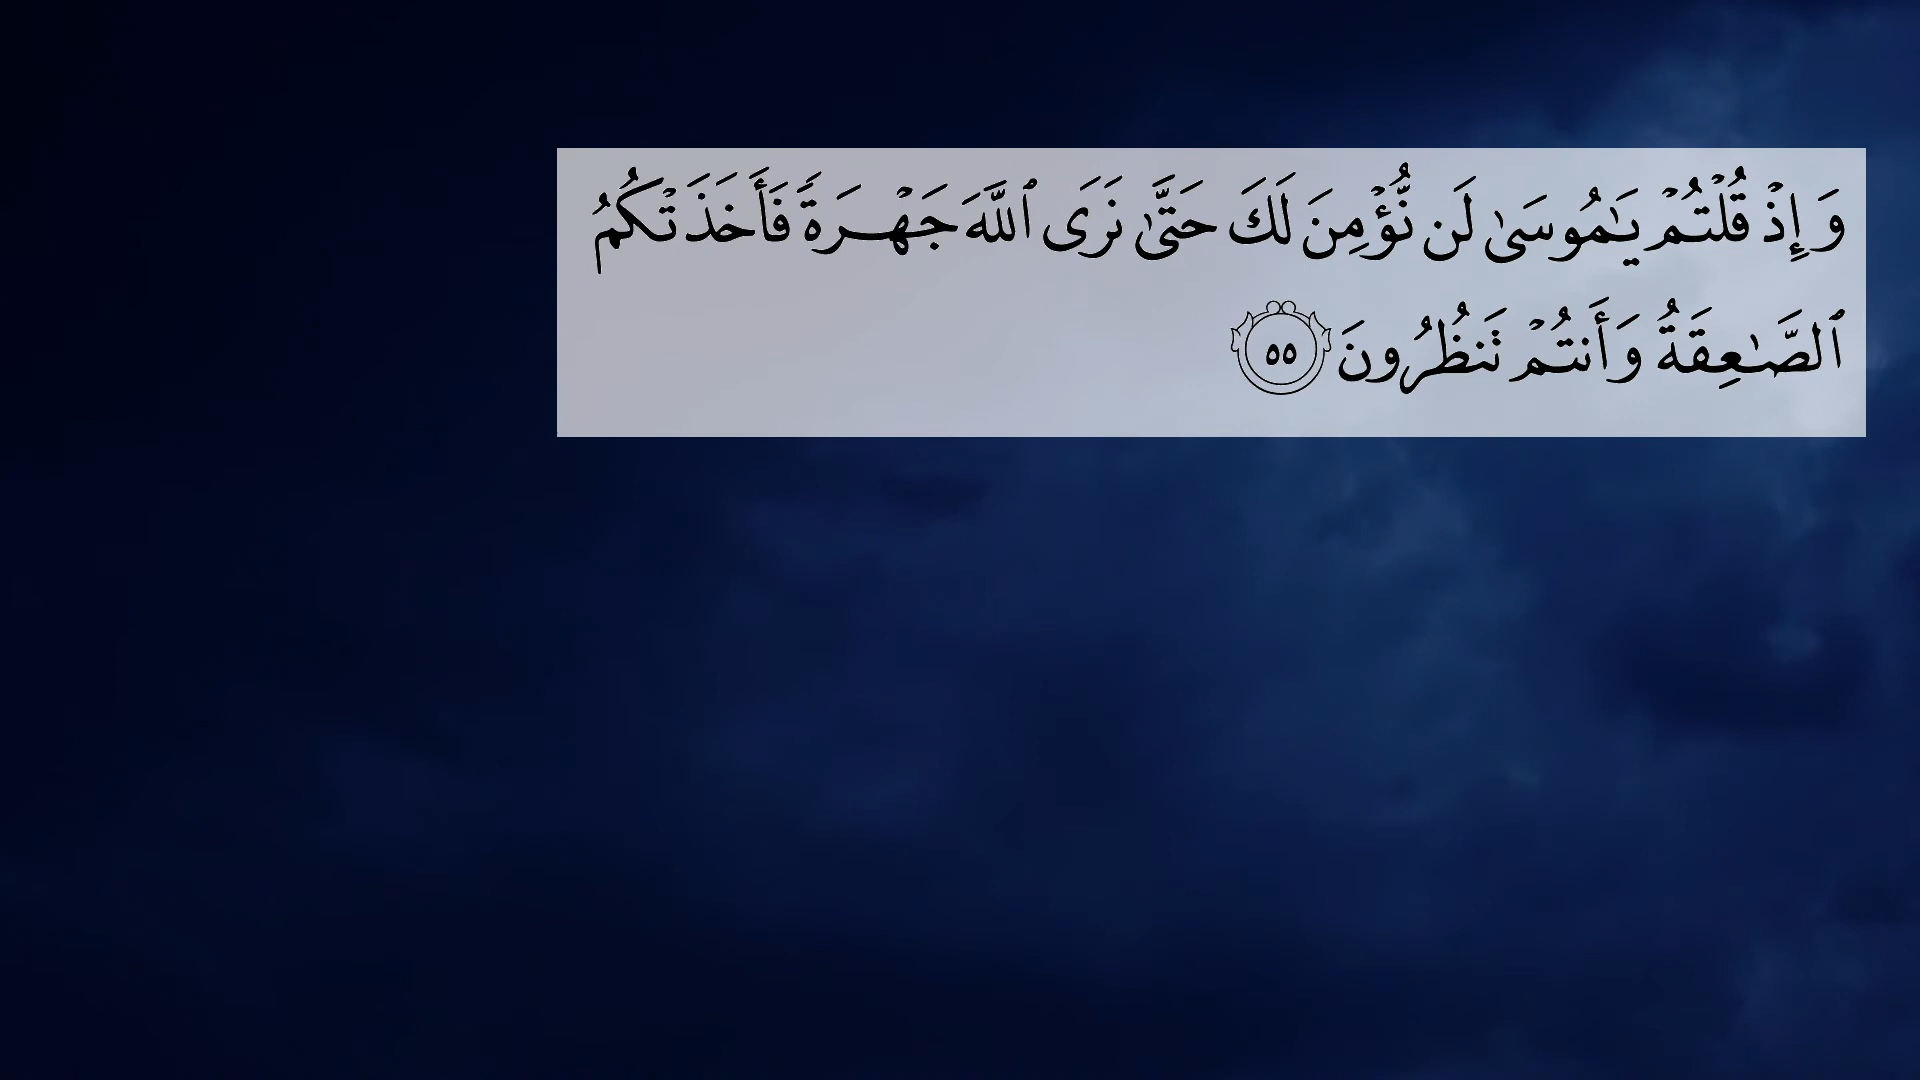 وَإِذْ قُلْتُمْ يَـٰمُوسَىٰ لَن نُّؤْمِنَ لَكَ حَتَّىٰ نَرَى ٱللَّهَ جَهْرَةً فَأَخَذَتْكُمُ
ٱلصَّـٰعِقَةُ وَأَنتُمْ تَنظُرُونَ ٥٥